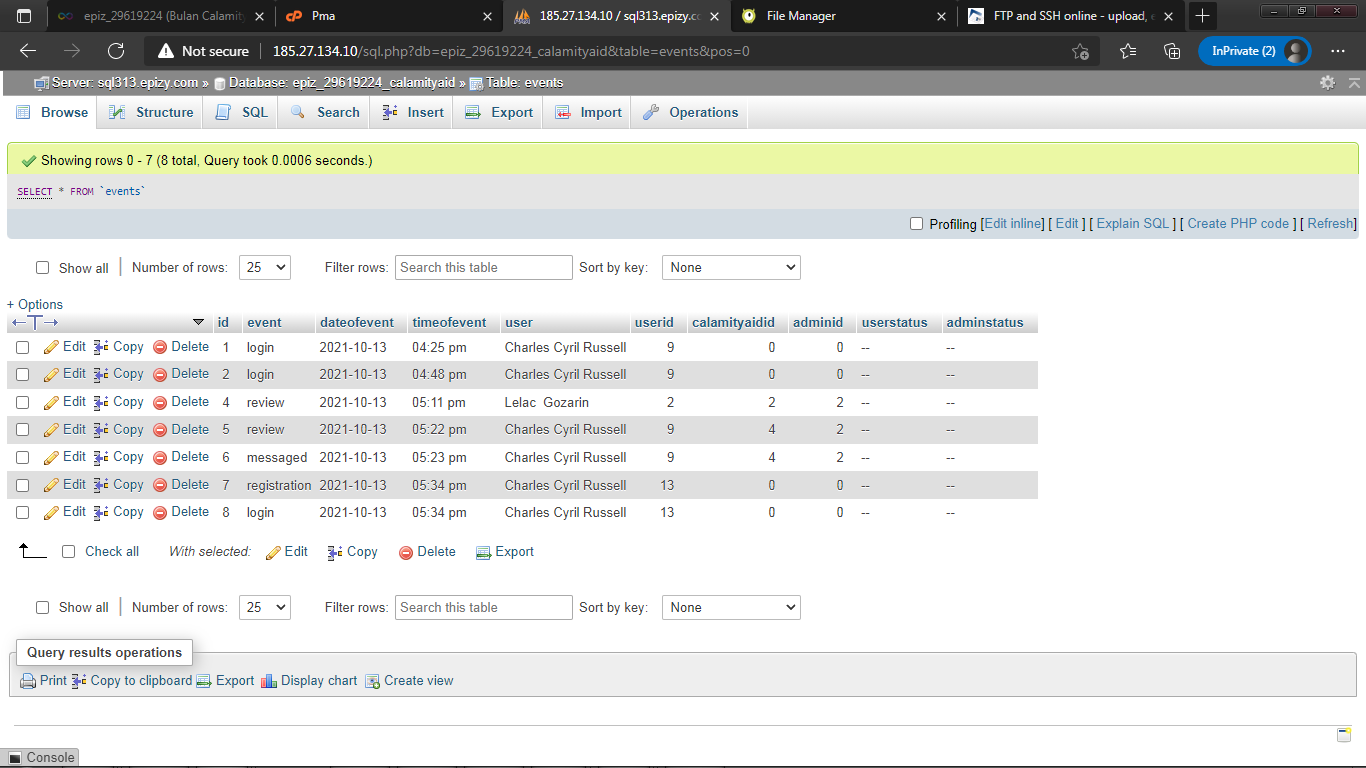 epiz_29619224 (Bulan Calamit
Pma
185.27.134.10 / sql313.epizy.c
File Manager
FTP and SSH online - upload, e
Not secure 185.27.134.10/sql.php?db=epiz_29619224_calamityaid&table=events&pos=0 InPrivate (2)
Server: sql313.epizy.com » Database: epiz_29619224_calamityaid » Table: events
Browse Structure SQL Search Insert Export Import Operations
Showing rows 0 - 7 (8 total, Query took 0.0006 seconds.)
SELECT * FROM `events`
Profiling [Edit inline] [ Edit ] [ Explain SQL ] [ Create PHP code ] [ Refresh]
Show all | Number of rows: 25 Filter rows: Search this table Sort by key: None
+ Options
←T→ id event dateofevent timeofevent user userid calamityaidid adminid userstatus adminstatus
Edit Copy Delete 1 login 2021-10-13 04:25 pm Charles Cyril Russell 9 0 0 -- --
Edit Copy Delete 2 login 2021-10-13 04:48 pm Charles Cyril Russell 9 0 0 -- --
Edit Copy Delete 4 review 2021-10-13 05:11 pm Lelac Gozarin 2 2 2 -- --
Edit Copy Delete 5 review 2021-10-13 05:22 pm Charles Cyril Russell 9 4 2 -- --
Edit Copy Delete 6 messaged 2021-10-13 05:23 pm Charles Cyril Russell 9 4 2 -- --
Edit Copy Delete 7 registration 2021-10-13 05:34 pm Charles Cyril Russell 13 0 0 -- --
Edit Copy Delete 8 login 2021-10-13 05:34 pm Charles Cyril Russell 13 0 0 -- --
Check all With selected: Edit Copy Delete Export
Show all | Number of rows: 25 Filter rows: Search this table Sort by key: None
Query results operations
Print Copy to clipboard Export Display chart Create view
Console